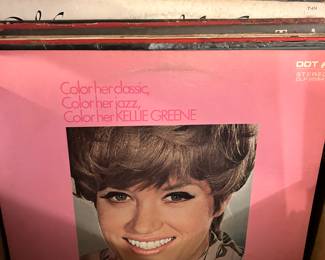 Color her classic,
Color her jazz,
Color her KELLIE GREENE
DOT
STEREO